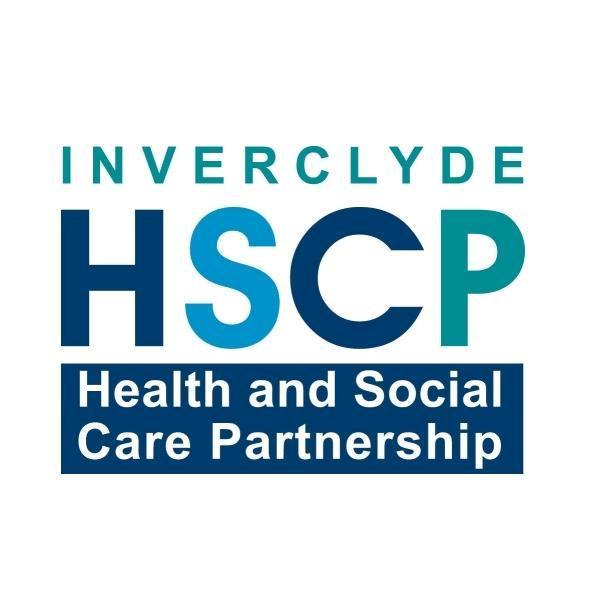 INVERCLYDE
HSCP
Health and Social
Care Partnership